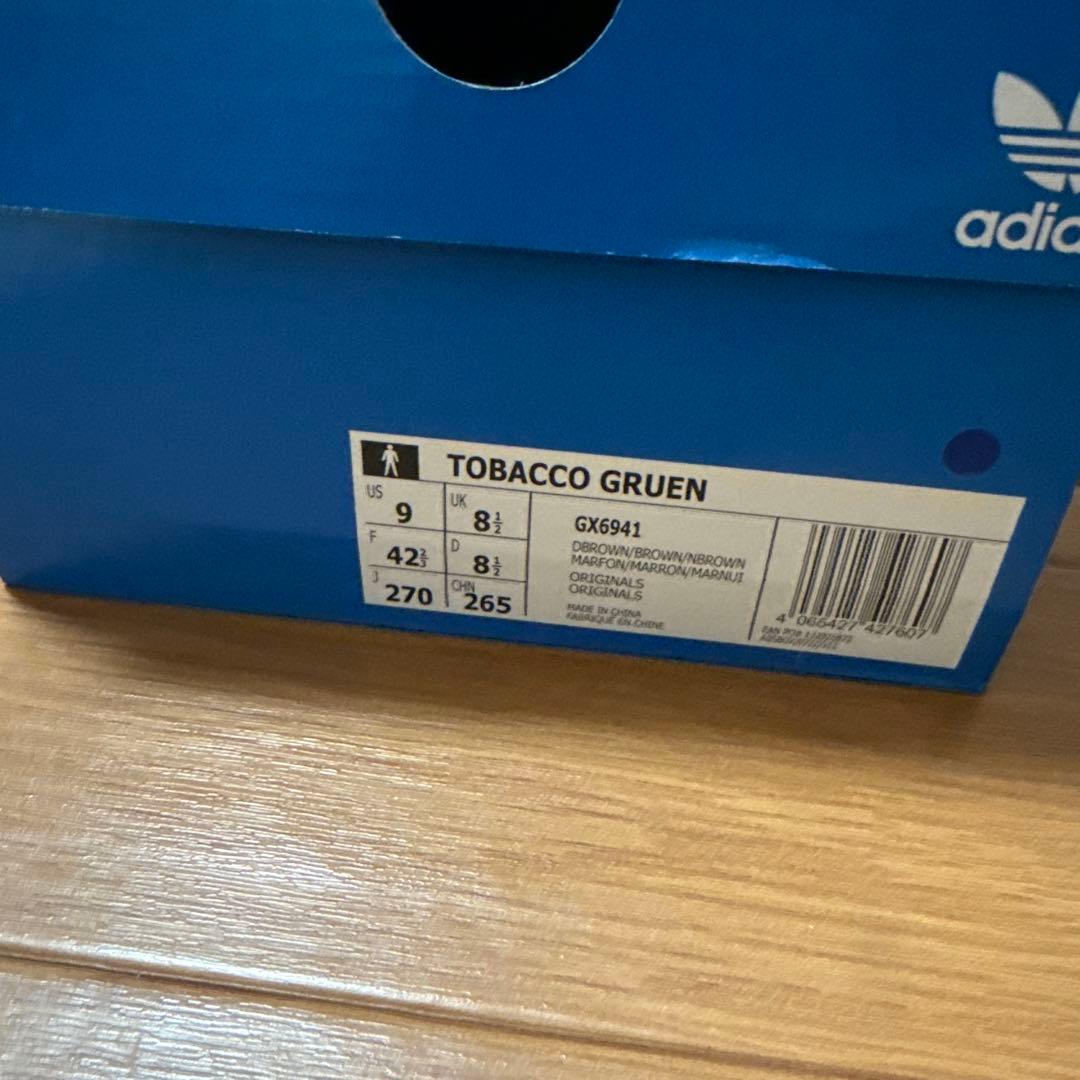 adid
TOBACCO GRUEN
US 9
UK 8½
F 42⅔
D 8½
J 270
CHN 265
GX6941
DBROWN/BROWN/NBROWN
MARFON/MARRON/MARNUI
ORIGINALS
ORIGINALS
MADE IN CHINA
FABRIQUE EN CHINE
4 066427 427607